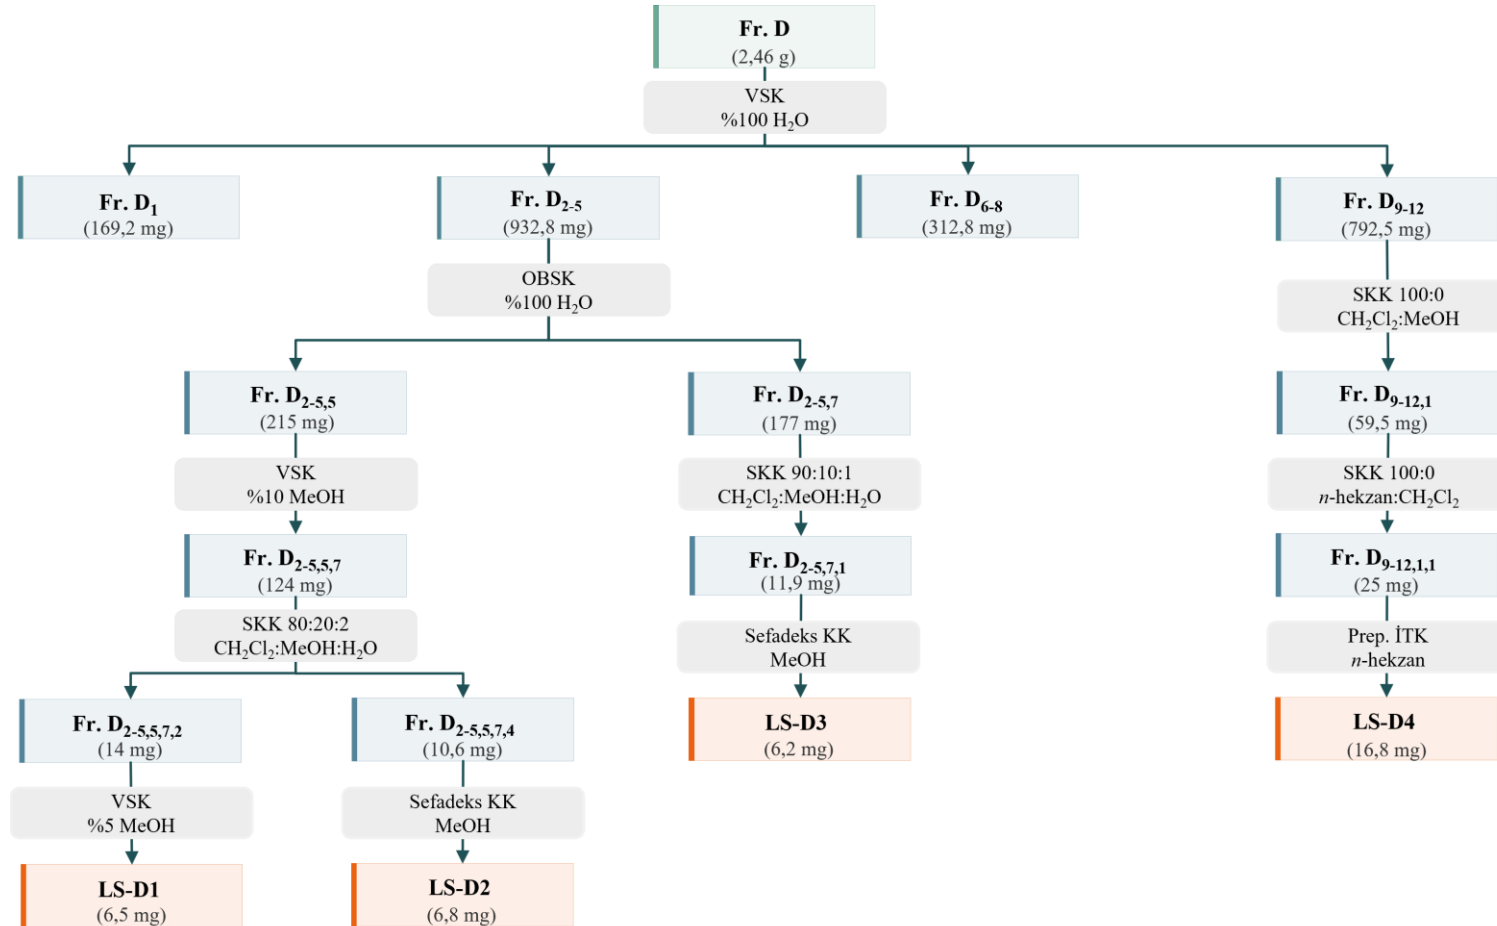 Fr. D
(2,46 g)
VSK
%100 H₂O
Fr. D₁
(169,2 mg)
Fr. D₂₋₅
(932,8 mg)
Fr. D₆₋₈
(312,8 mg)
Fr. D₉₋₁₂
(792,5 mg)
OBSK
%100 H₂O
SKK 100:0
CH₂Cl₂:MeOH
Fr. D₂₋₅,₅
(215 mg)
Fr. D₂₋₅,₇
(177 mg)
Fr. D₉₋₁₂,₁
(59,5 mg)
VSK
%10 MeOH
SKK 90:10:1
CH₂Cl₂:MeOH:H₂O
SKK 100:0
n-hekzan:CH₂Cl₂
Fr. D₂₋₅,₅,₇
(124 mg)
Fr. D₂₋₅,₇,₁
(11,9 mg)
Fr. D₉₋₁₂,₁,₁
(25 mg)
SKK 80:20:2
CH₂Cl₂:MeOH:H₂O
Sefadeks KK
MeOH
Prep. İTK
n-hekzan
Fr. D₂₋₅,₅,₇,₂
(14 mg)
Fr. D₂₋₅,₅,₇,₄
(10,6 mg)
LS-D3
(6,2 mg)
LS-D4
(16,8 mg)
VSK
%5 MeOH
Sefadeks KK
MeOH
LS-D1
(6,5 mg)
LS-D2
(6,8 mg)